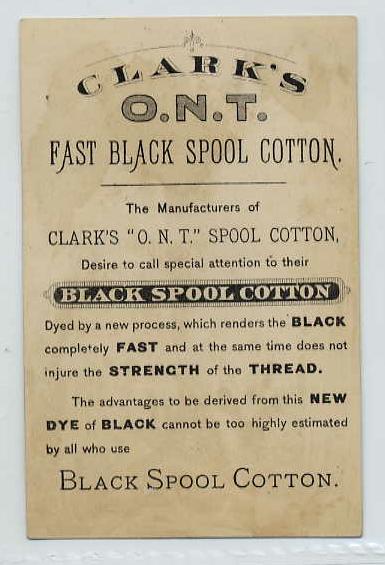 CLARK'S
O.N.T.
FAST BLACK SPOOL COTTON.
The Manufacturers of
CLARK'S "O. N. T." SPOOL COTTON,
Desire to call special attention to their
BLACK SPOOL COTTON
Dyed by a new process, which renders the BLACK
completely FAST and at the same time does not
injure the STRENGTH of the THREAD.
The advantages to be derived from this NEW
DYE of BLACK cannot be too highly estimated
by all who use
BLACK SPOOL COTTON.